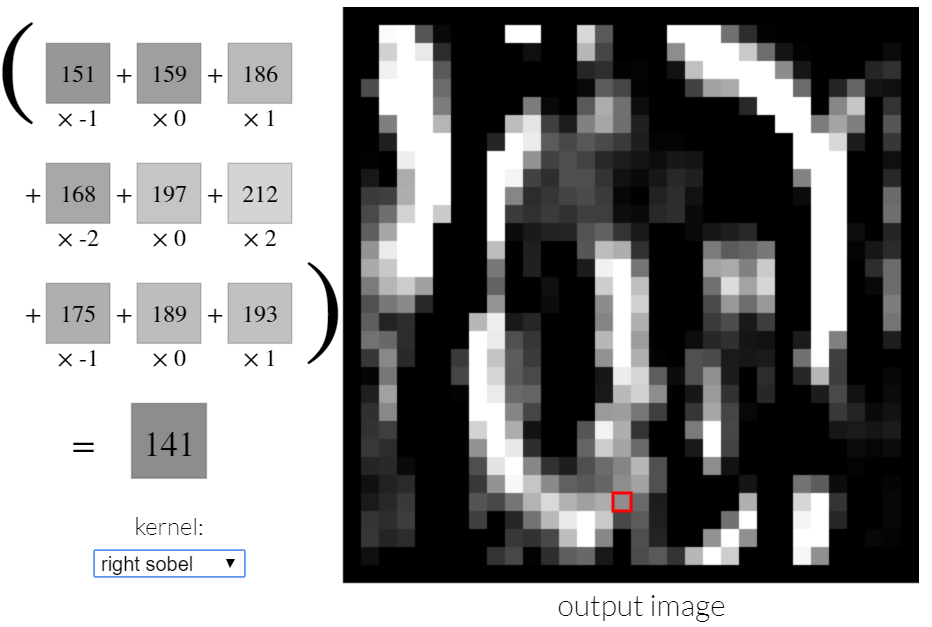 ( 151 + 159 + 186
× -1 × 0 × 1
+ 168 + 197 + 212
× -2 × 0 × 2
+ 175 + 189 + 193 )
× -1 × 0 × 1
= 141
kernel:
right sobel ▼
output image